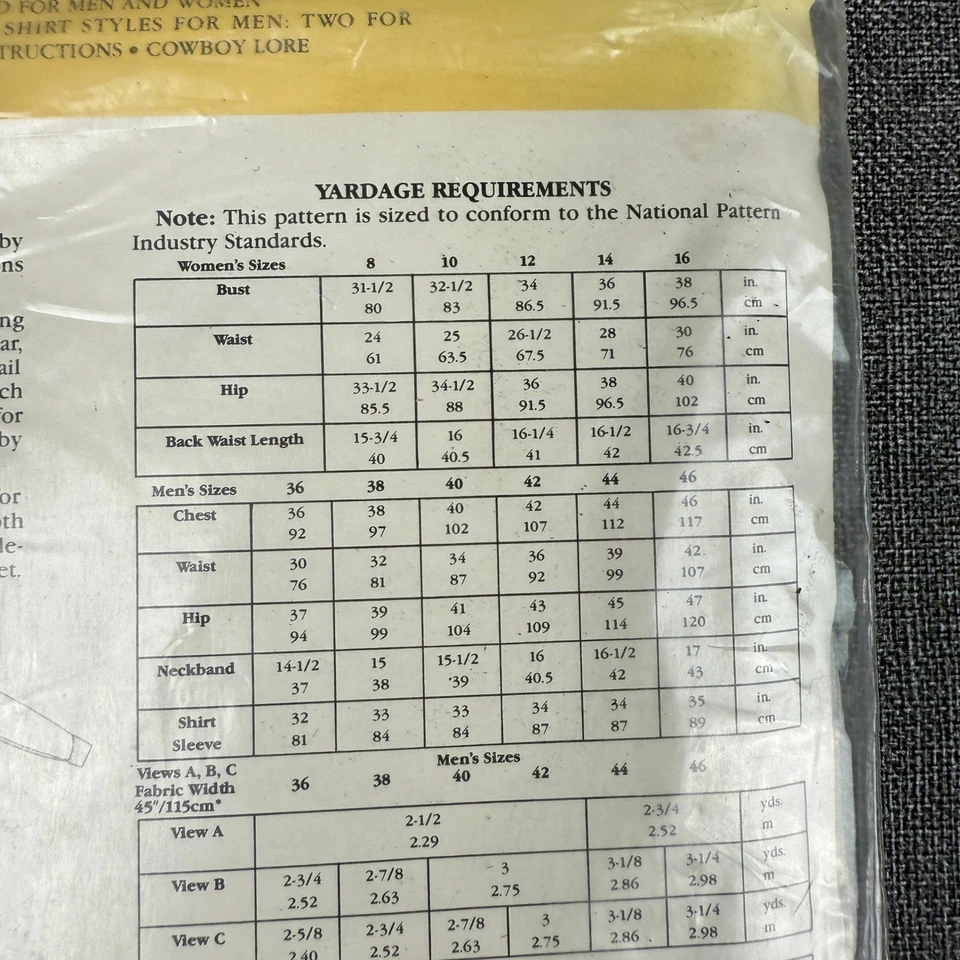 FOR MEN AND WOMEN
SHIRT STYLES FOR MEN: TWO FOR
TRUCTIONS • COWBOY LORE
YARDAGE REQUIREMENTS
Note: This pattern is sized to conform to the National Pattern
Industry Standards.
Women's Sizes 8 10 12 14 16
Bust 31-1/2 32-1/2 34 36 38 in.
80 83 86.5 91.5 96.5 cm
Waist 24 25 26-1/2 28 30 in.
61 63.5 67.5 71 76 cm
Hip 33-1/2 34-1/2 36 38 40 in.
85.5 88 91.5 96.5 102 cm
Back Waist Length 15-3/4 16 16-1/4 16-1/2 16-3/4 in.
40 40.5 41 42 42.5 cm
Men's Sizes 36 38 40 42 44 46
Chest 36 38 40 42 44 46 in.
92 97 102 107 112 117 cm
Waist 30 32 34 36 39 42 in.
76 81 87 92 99 107 cm
Hip 37 39 41 43 45 47 in.
94 99 104 109 114 120 cm
Neckband 14-1/2 15 15-1/2 16 16-1/2 17 in.
37 38 39 40.5 42 43 cm
Shirt 32 33 33 34 34 35 in.
Sleeve 81 84 84 87 87 89 cm
Men's Sizes
Views A, B, C
Fabric Width 36 38 40 42 44 46
45"/115cm*
View A 2-1/2 2-3/4 yds.
2.29 2.52 m
View B 2-3/4 2-7/8 3 3-1/8 3-1/4 yds.
2.52 2.63 2.75 2.86 2.98 m
View C 2-5/8 2-3/4 2-7/8 3 3-1/8 3-1/4 yds.
2.40 2.52 2.63 2.75 2.86 2.98 m
by
ns
ng
ar,
ail
ch
for
by
or
oth
le-
et.